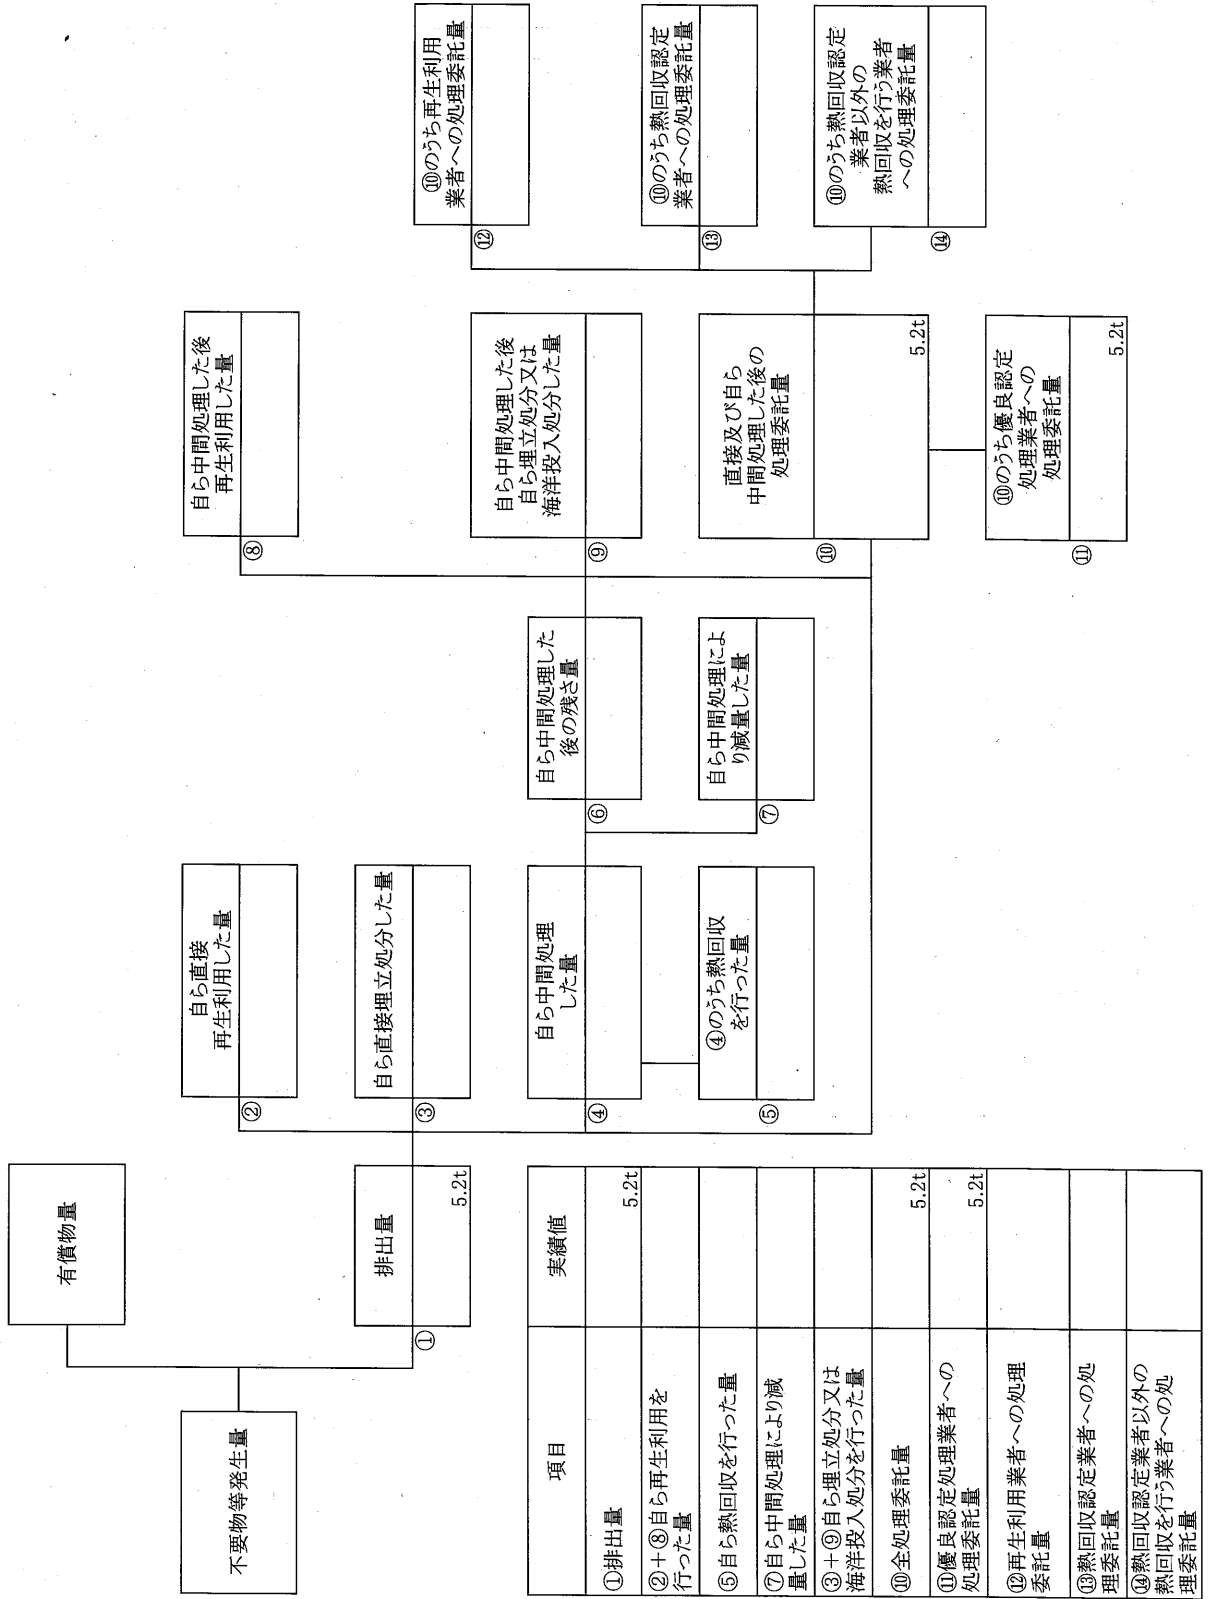 不要物等発生量
有償物量
①
排出量
5.2t
②
自ら直接
再生利用した量
③
自ら直接埋立処分した量
④
自ら中間処理
した量
⑤
④のうち熱回収
を行った量
⑥
自ら中間処理した
後の残さ量
⑦
自ら中間処理によ
り減量した量
⑧
自ら中間処理した後
再生利用した量
⑨
自ら中間処理した後
自ら埋立処分又は
海洋投入処分した量
⑩
直接及び自ら
中間処理した後の
処理委託量
5.2t
⑪
⑩のうち優良認定
処理業者への
処理委託量
5.2t
⑫
⑩のうち再生利用
業者への処理委託量
⑬
⑩のうち熱回収認定
業者への処理委託量
⑭
⑩のうち熱回収認定
業者以外の
熱回収を行う業者
への処理委託量
項目 実績値
①排出量 5.2t
②+⑧自ら再生利用を
行った量
⑤自ら熱回収を行った量
⑦自ら中間処理により減
量した量
③+⑨自ら埋立処分又は
海洋投入処分を行った量
⑩全処理委託量 5.2t
⑪優良認定処理業者への
処理委託量 5.2t
⑫再生利用業者への処理
委託量
⑬熱回収認定業者への処
理委託量
⑭熱回収認定業者以外の
熱回収を行う業者への処
理委託量